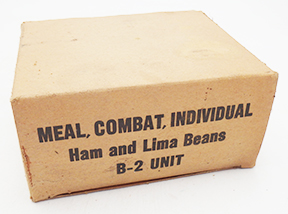 MEAL, COMBAT, INDIVIDUAL
Ham and Lima Beans
B-2 UNIT